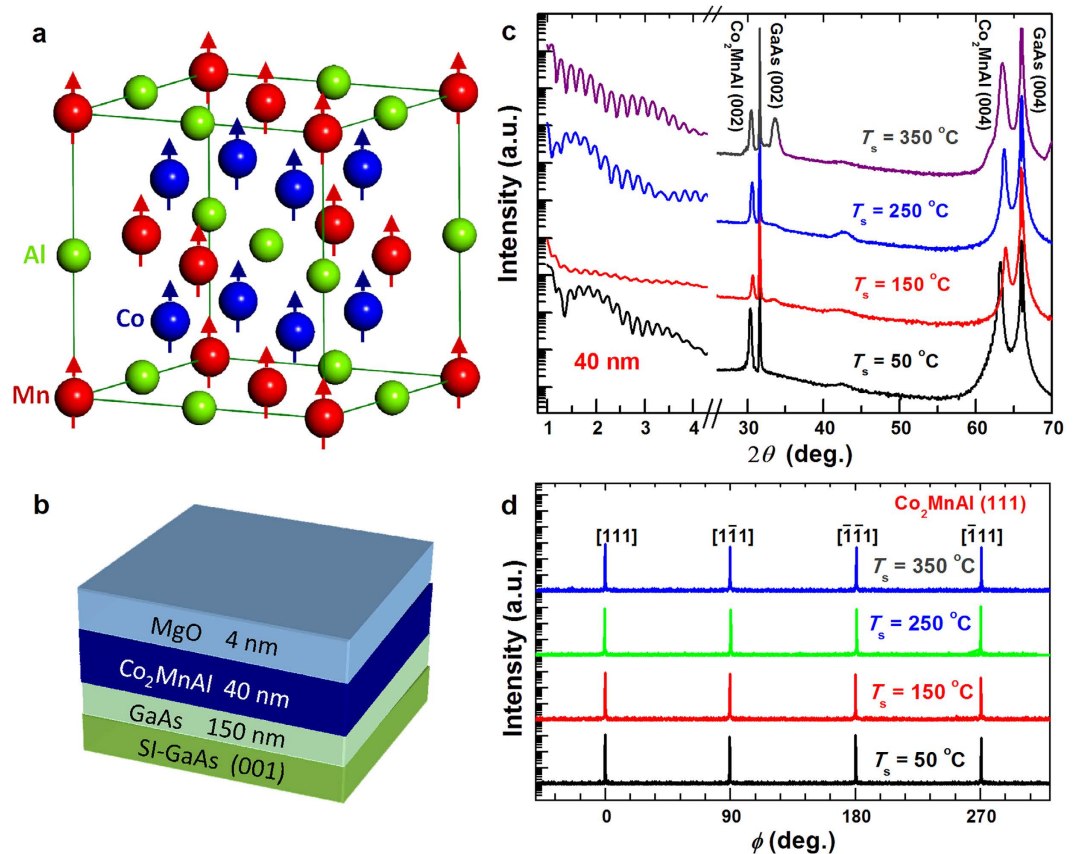 a
Al
Co
Mn
b
MgO 4 nm
Co₂MnAl 40 nm
GaAs 150 nm
SI-GaAs (001)
c
Intensity (a.u.)
Co₂MnAl (002)
GaAs (002)
Co₂MnAl (004)
GaAs (004)
Tₛ = 350 °C
Tₛ = 250 °C
Tₛ = 150 °C
Tₛ = 50 °C
40 nm
1 2 3 4 30 40 50 60 70
2θ (deg.)
d
Intensity (a.u.)
Co₂MnAl (111)
[111] [11̄1] [1̄1̄1] [1̄11]
Tₛ = 350 °C
Tₛ = 250 °C
Tₛ = 150 °C
Tₛ = 50 °C
0 90 180 270
ϕ (deg.)